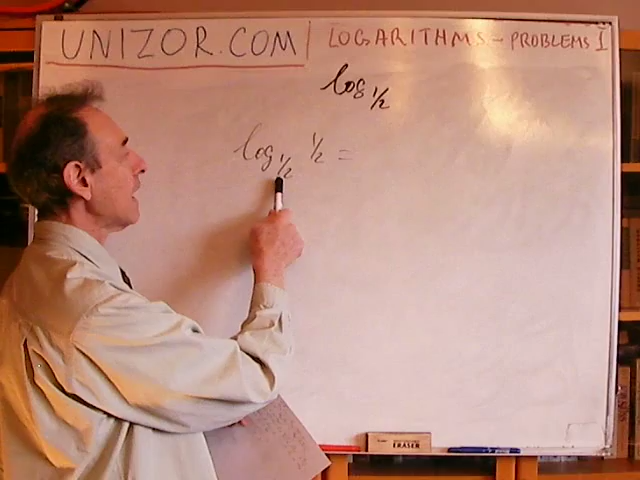 UNIZOR.COM | LOGARITHMS - PROBLEMS 1
log 1/2
log 1/2 1/2 =
ERASER